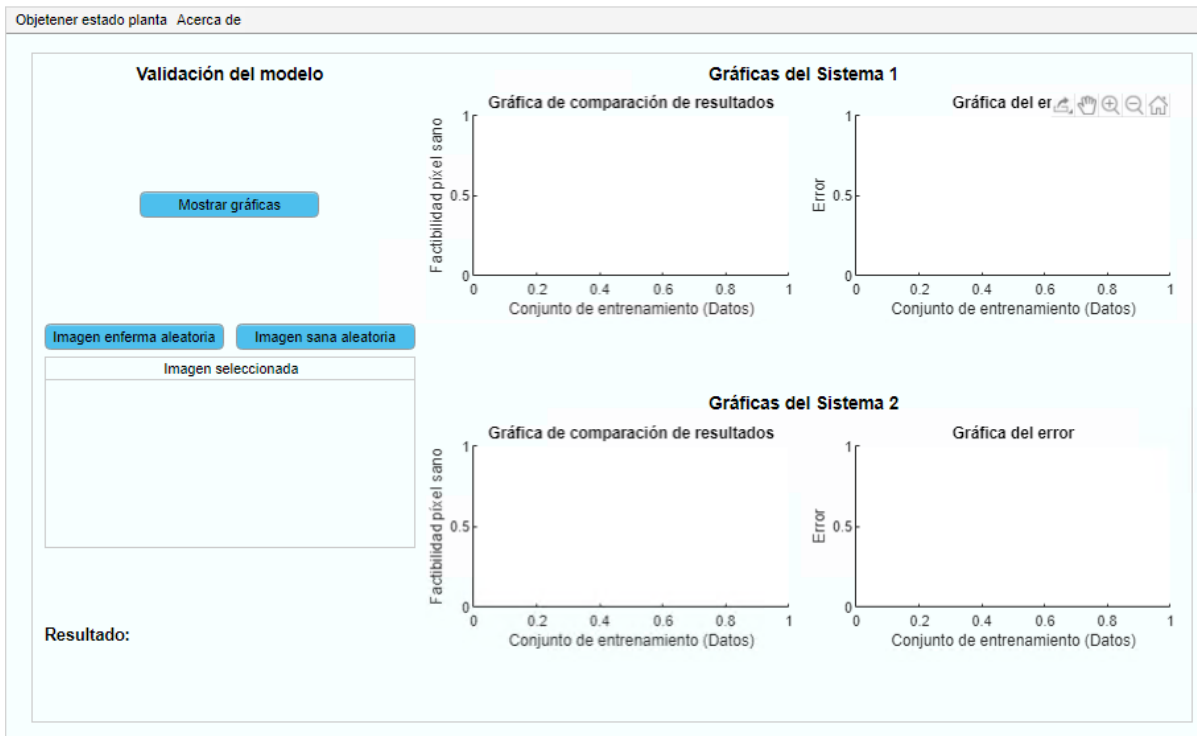 Objetener estado planta Acerca de
Validación del modelo
Mostrar gráficas
Imagen enferma aleatoria
Imagen sana aleatoria
Imagen seleccionada
Resultado:
Gráficas del Sistema 1
Gráfica de comparación de resultados
Factibilidad píxel sano
1
0.5
0
0 0.2 0.4 0.6 0.8 1
Conjunto de entrenamiento (Datos)
Gráfica del er
Error
1
0.5
0
0 0.2 0.4 0.6 0.8 1
Conjunto de entrenamiento (Datos)
Gráficas del Sistema 2
Gráfica de comparación de resultados
Factibilidad píxel sano
1
0.5
0
0 0.2 0.4 0.6 0.8 1
Conjunto de entrenamiento (Datos)
Gráfica del error
Error
1
0.5
0
0 0.2 0.4 0.6 0.8 1
Conjunto de entrenamiento (Datos)